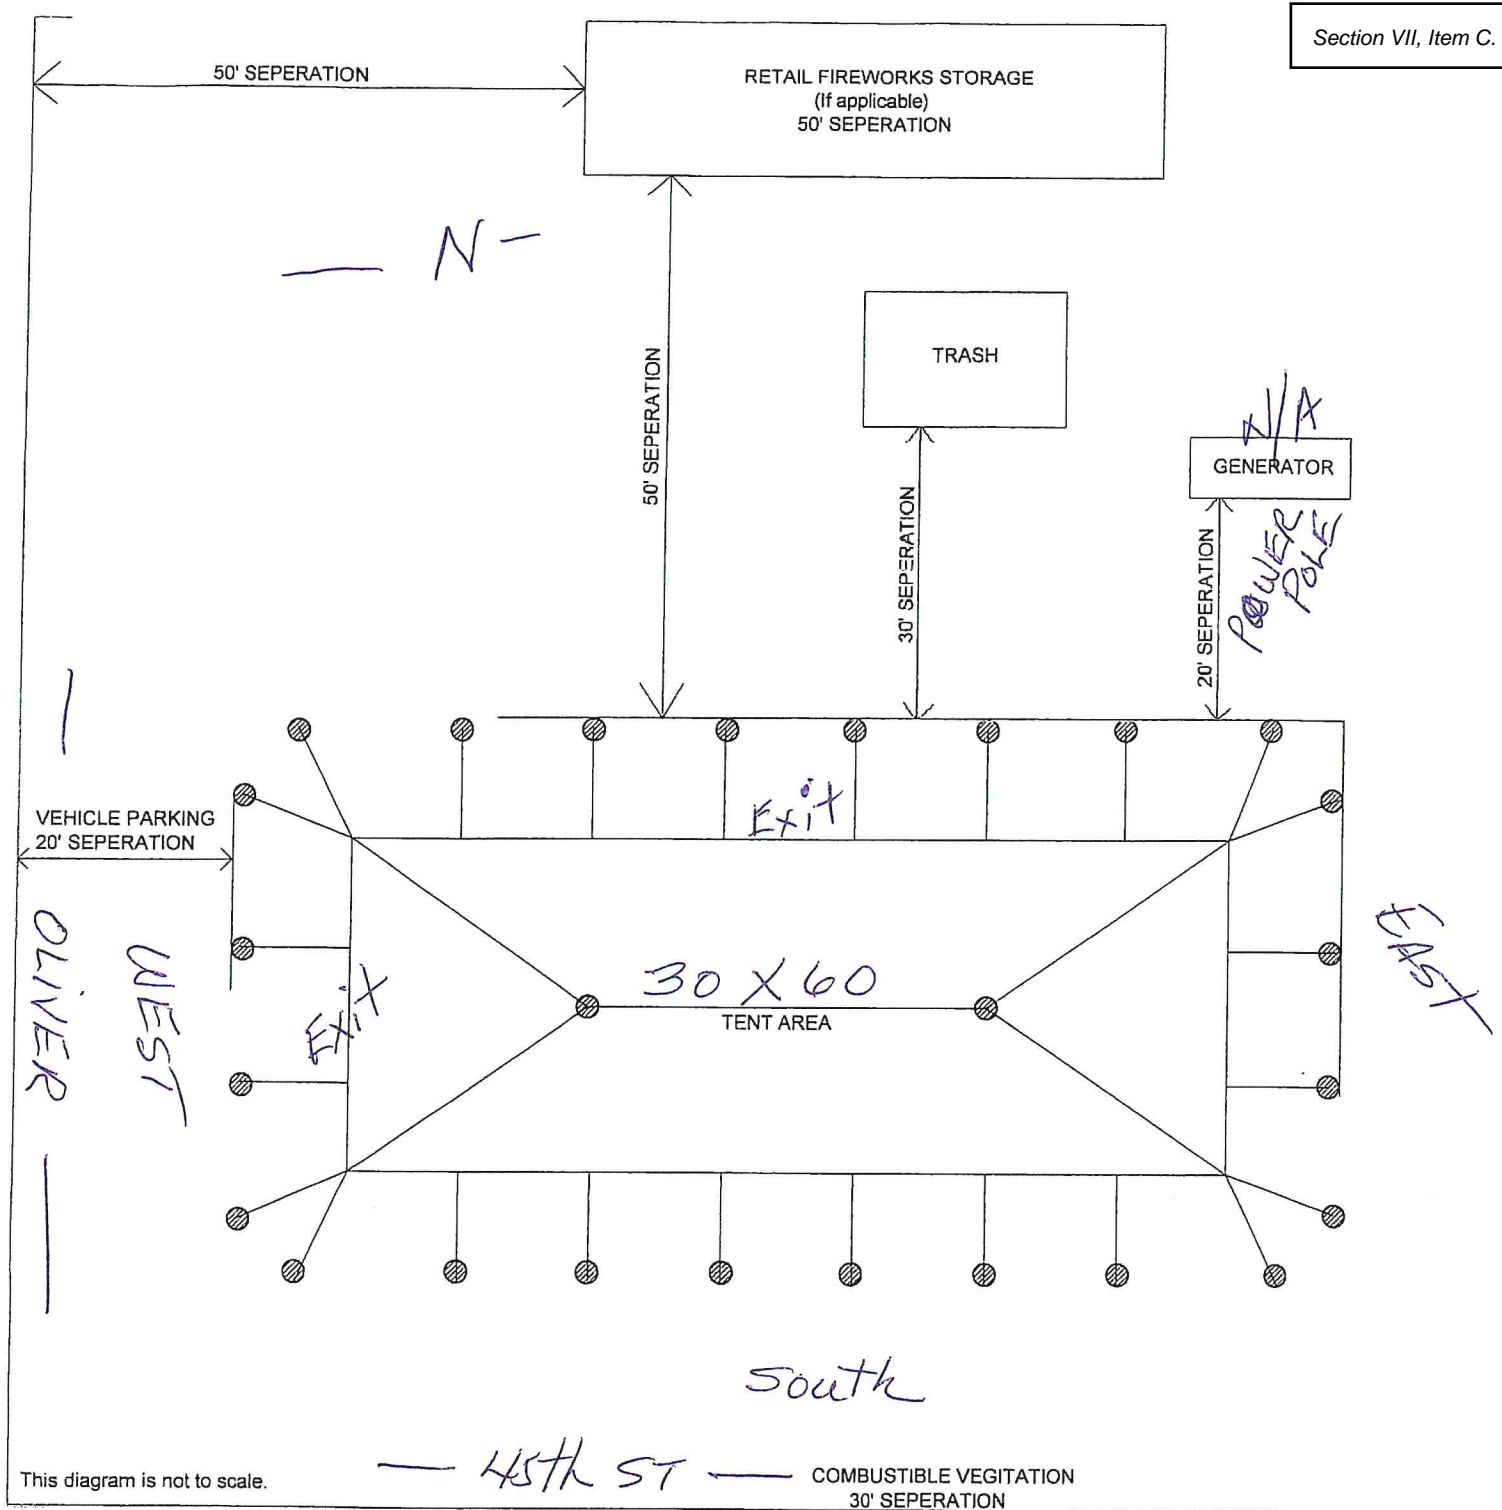 Section VII, Item C.
50' SEPERATION
RETAIL FIREWORKS STORAGE
(If applicable)
50' SEPERATION
— N -
TRASH
50' SEPERATION
N/A
GENERATOR
30' SEPERATION
20' SEPERATION
POWER
POLE
VEHICLE PARKING
20' SEPERATION
Exit
OLIVER
WEST
Exit
30 X 60
TENT AREA
EAST
South
This diagram is not to scale.
— 45th ST —
COMBUSTIBLE VEGITATION
30' SEPERATION